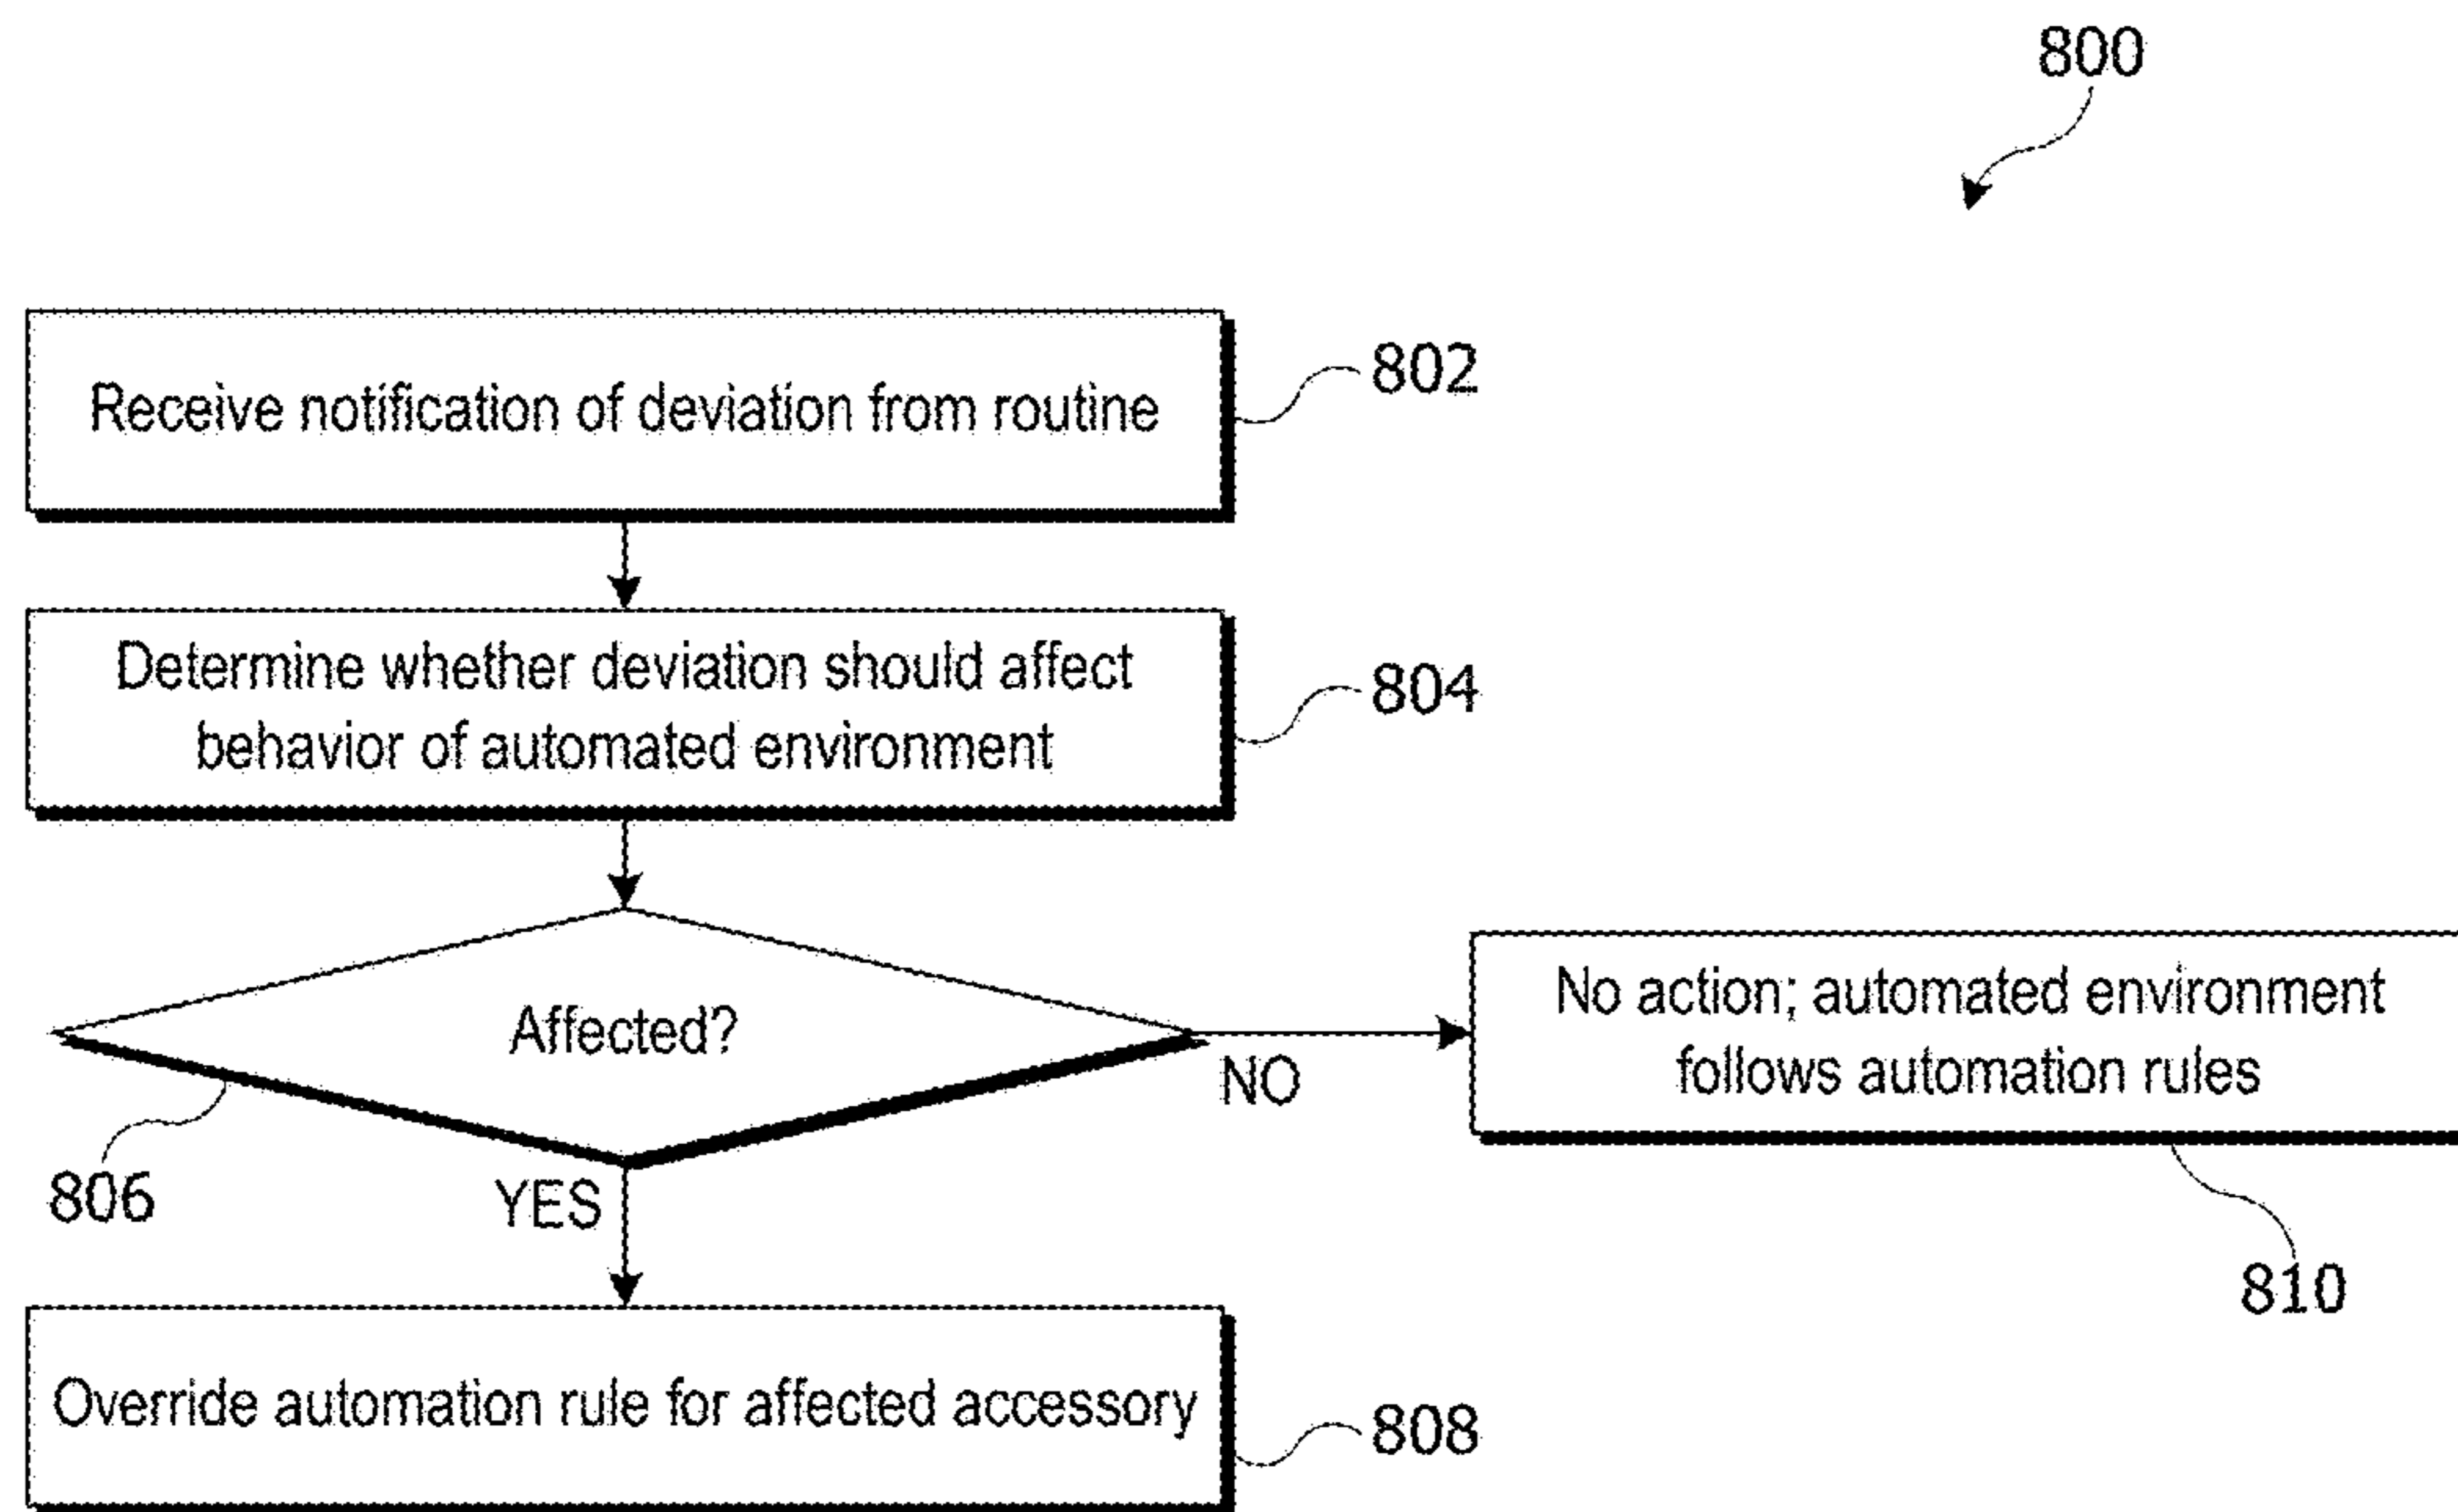 800
Receive notification of deviation from routine
802
Determine whether deviation should affect
behavior of automated environment
804
Affected?
NO
No action; automated environment
follows automation rules
806
YES
810
Override automation rule for affected accessory
808